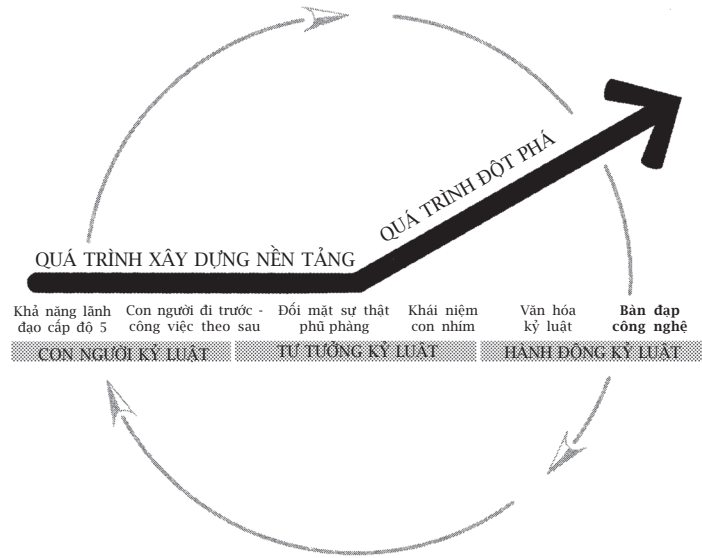 QUÁ TRÌNH ĐỘT PHÁ
QUÁ TRÌNH XÂY DỰNG NỀN TẢNG
Khả năng lãnh
đạo cấp độ 5
Con người đi trước -
công việc theo sau
Đối mặt sự thật
phũ phàng
Khái niệm
con nhím
Văn hóa
kỷ luật
Bàn đạp
công nghệ
CON NGƯỜI KỶ LUẬT
TƯ TƯỞNG KỶ LUẬT
HÀNH ĐỘNG KỶ LUẬT